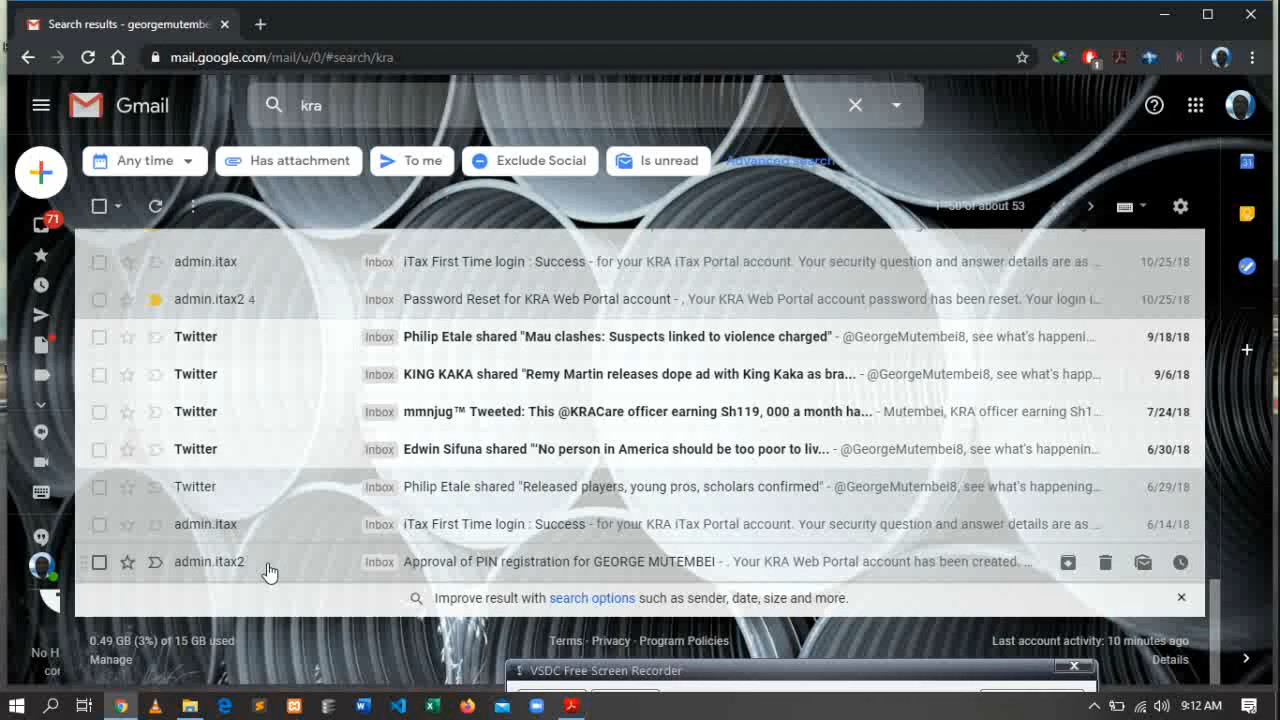 Search results - georgemutembe
mail.google.com/mail/u/0/#search/kra
1
K
Gmail
kra
Any time
Has attachment
To me
Exclude Social
Is unread
Advanced search
31
1–50 of about 53
71
admin.itax Inbox iTax First Time login : Success - for your KRA iTax Portal account. Your security question and answer details are as ... 10/25/18
admin.itax2 4 Inbox Password Reset for KRA Web Portal account - , Your KRA Web Portal account password has been reset. Your login i... 10/25/18
Twitter Inbox Philip Etale shared "Mau clashes: Suspects linked to violence charged" - @GeorgeMutembei8, see what's happeni... 9/18/18
Twitter Inbox KING KAKA shared "Remy Martin releases dope ad with King Kaka as bra... - @GeorgeMutembei8, see what's happ... 9/6/18
Twitter Inbox mmnjug™ Tweeted: This @KRACare officer earning Sh119, 000 a month ha... - Mutembei, KRA officer earning Sh1... 7/24/18
Twitter Inbox Edwin Sifuna shared "'No person in America should be too poor to liv... - @GeorgeMutembei8, see what's happenin... 6/30/18
Twitter Inbox Philip Etale shared "Released players, young pros, scholars confirmed" - @GeorgeMutembei8, see what's happening... 6/29/18
admin.itax Inbox iTax First Time login : Success - for your KRA iTax Portal account. Your security question and answer details are as ... 6/14/18
admin.itax2 Inbox Approval of PIN registration for GEORGE MUTEMBEI - . Your KRA Web Portal account has been created. ...
Improve result with search options such as sender, date, size and more.
0.49 GB (3%) of 15 GB used
Manage
Terms · Privacy · Program Policies
Last account activity: 10 minutes ago
Details
No H
cor
VSDC Free Screen Recorder
9:12 AM